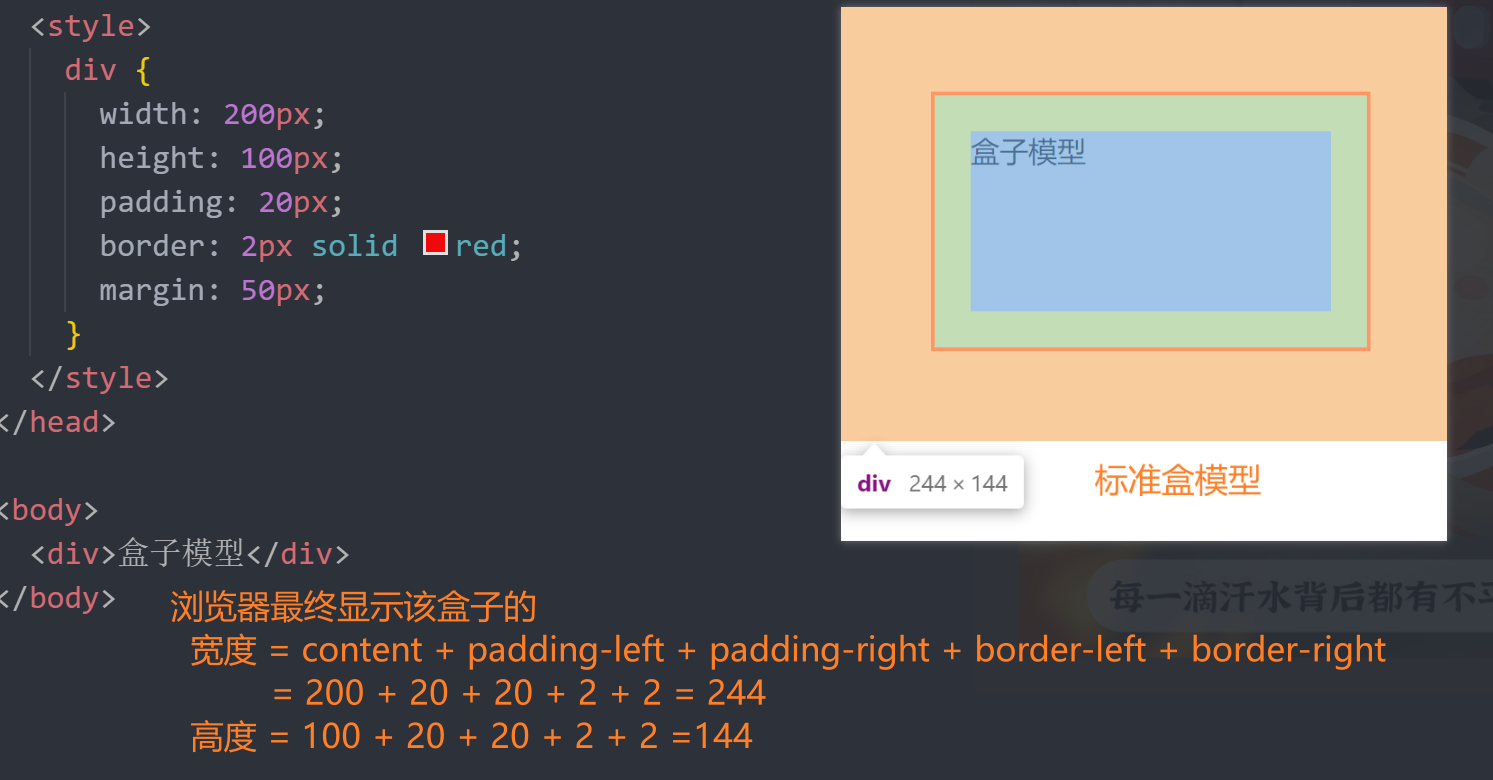 <style>
div {
width: 200px;
height: 100px;
padding: 20px;
border: 2px solid red;
margin: 50px;
}
</style>
</head>
<body>
<div>盒子模型</div>
</body>
盒子模型
div 244 × 144
标准盒模型
每一滴汗水背后都有不
浏览器最终显示该盒子的
宽度 = content + padding-left + padding-right + border-left + border-right
= 200 + 20 + 20 + 2 + 2 = 244
高度 = 100 + 20 + 20 + 2 + 2 =144